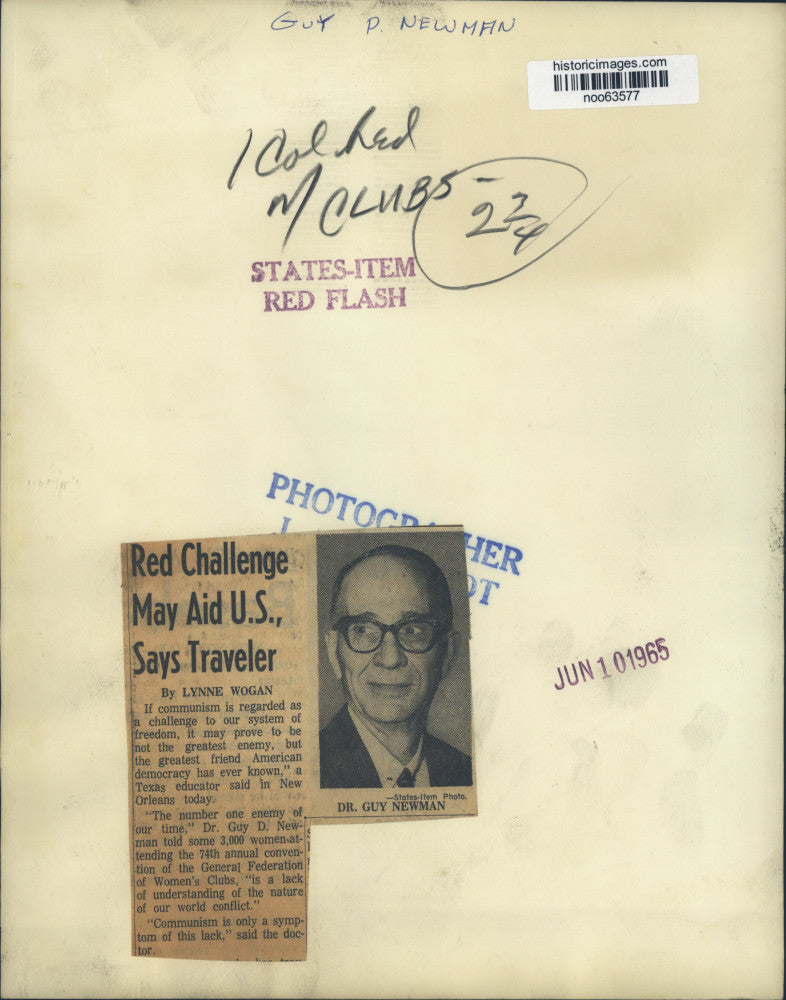 GUY D. NEWMAN
historicimages.com
noo63577
1 Col. Red
W/ CLUBS -
2 3/4
STATES-ITEM
RED FLASH
PHOTOGRAPHER
JUN 10 1965
Red Challenge
May Aid U.S.,
Says Traveler
By LYNNE WOGAN
If communism is regarded as
a challenge to our system of
freedom, it may prove to be
not the greatest enemy, but
the greatest friend American
democracy has ever known," a
Texas educator said in New
Orleans today.
"The number one enemy of
our time," Dr. Guy D. New-
man told some 3,000 women at-
tending the 74th annual conven-
tion of the General Federation
of Women's Clubs, "is a lack
of understanding of the nature
of our world conflict."
"Communism is only a symp-
tom of this lack," said the doc-
tor.
—States-Item Photo.
DR. GUY NEWMAN